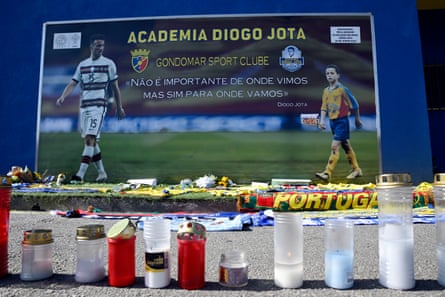 ACADEMIA DIOGO JOTA
GONDOMAR SPORT CLUBE
«NÃO É IMPORTANTE DE ONDE VIMOS
MAS SIM PARA ONDE VAMOS»
DIOGO JOTA
15
PORTUGA